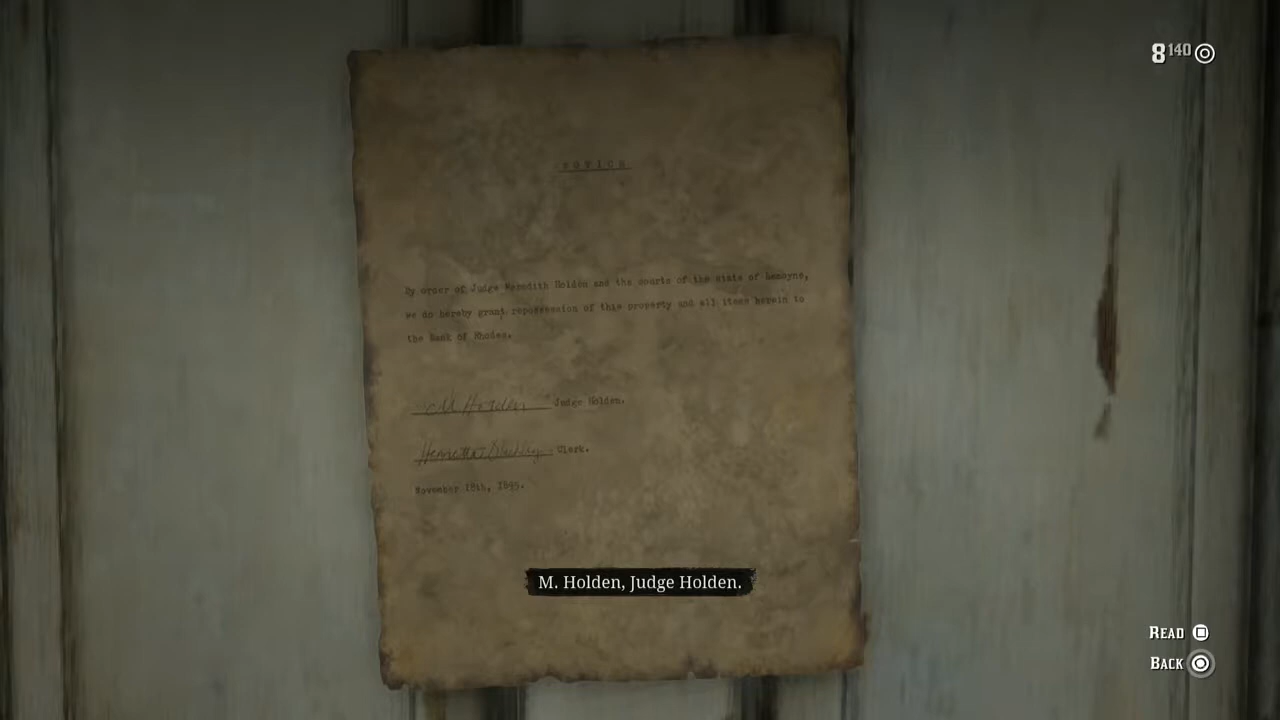 8 140
NOTICE
By order of Judge Meredith Holden and the courts of the state of Lemoyne,
we do hereby grant repossession of this property and all items herein to
the Bank of Rhodes.
M. Holden Judge Holden.
Henrietta Clerk.
November 18th, 1895.
M. Holden, Judge Holden.
READ
BACK